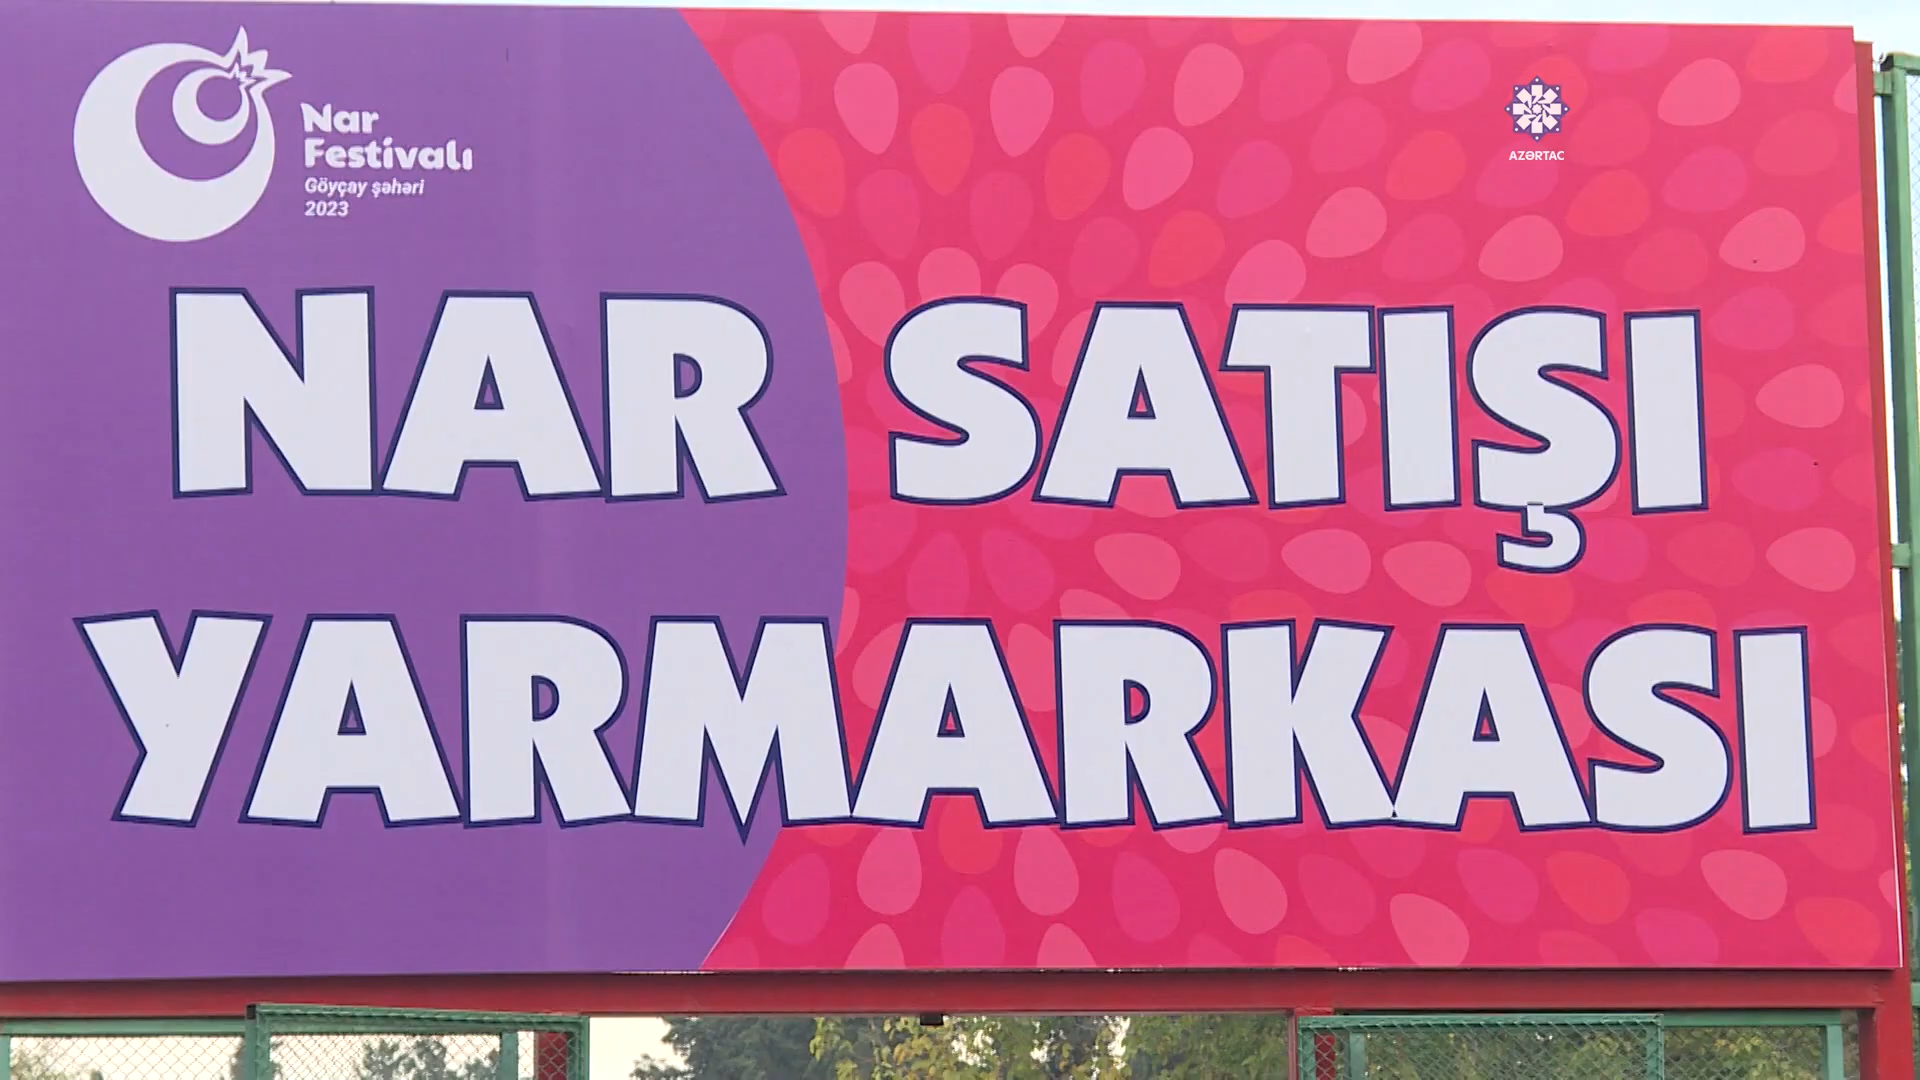 Nar
Festivalı
Göyçay şəhəri
2023
AZƏRTAC
NAR SATIŞI
YARMARKASI